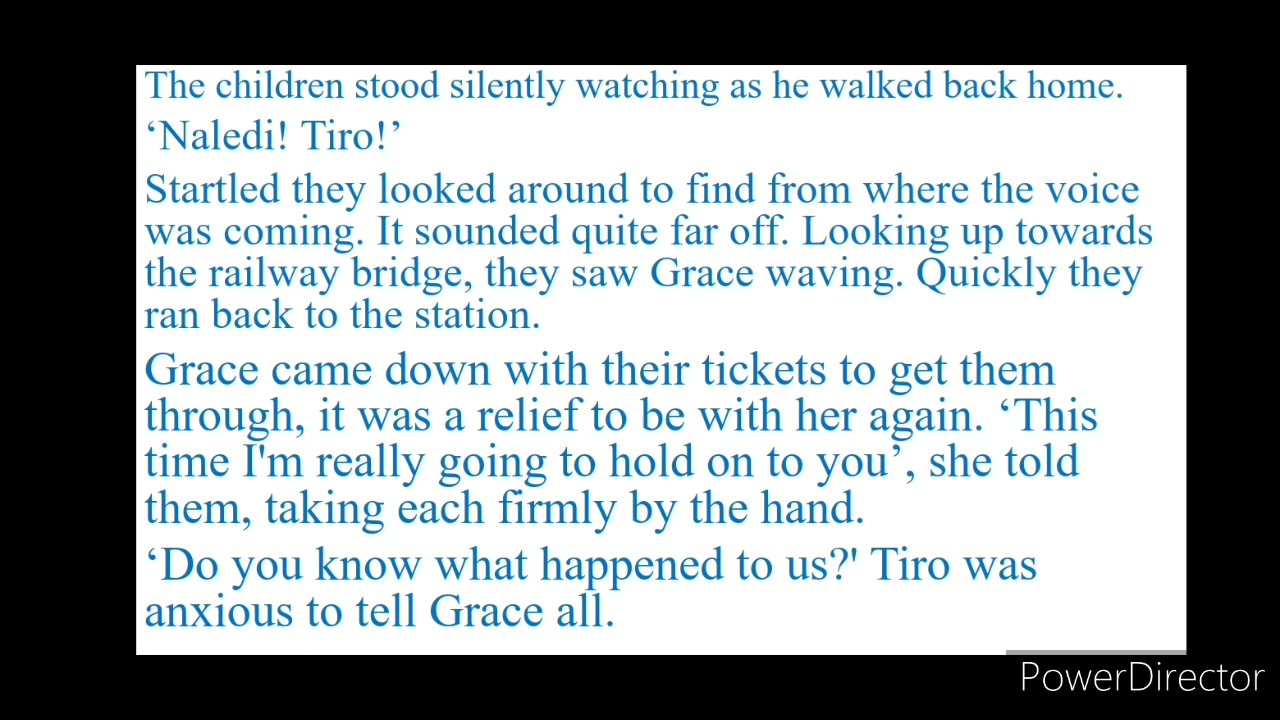 The children stood silently watching as he walked back home.
‘Naledi! Tiro!’
Startled they looked around to find from where the voice
was coming. It sounded quite far off. Looking up towards
the railway bridge, they saw Grace waving. Quickly they
ran back to the station.
Grace came down with their tickets to get them
through, it was a relief to be with her again. ‘This
time I'm really going to hold on to you’, she told
them, taking each firmly by the hand.
‘Do you know what happened to us?' Tiro was
anxious to tell Grace all.
PowerDirector